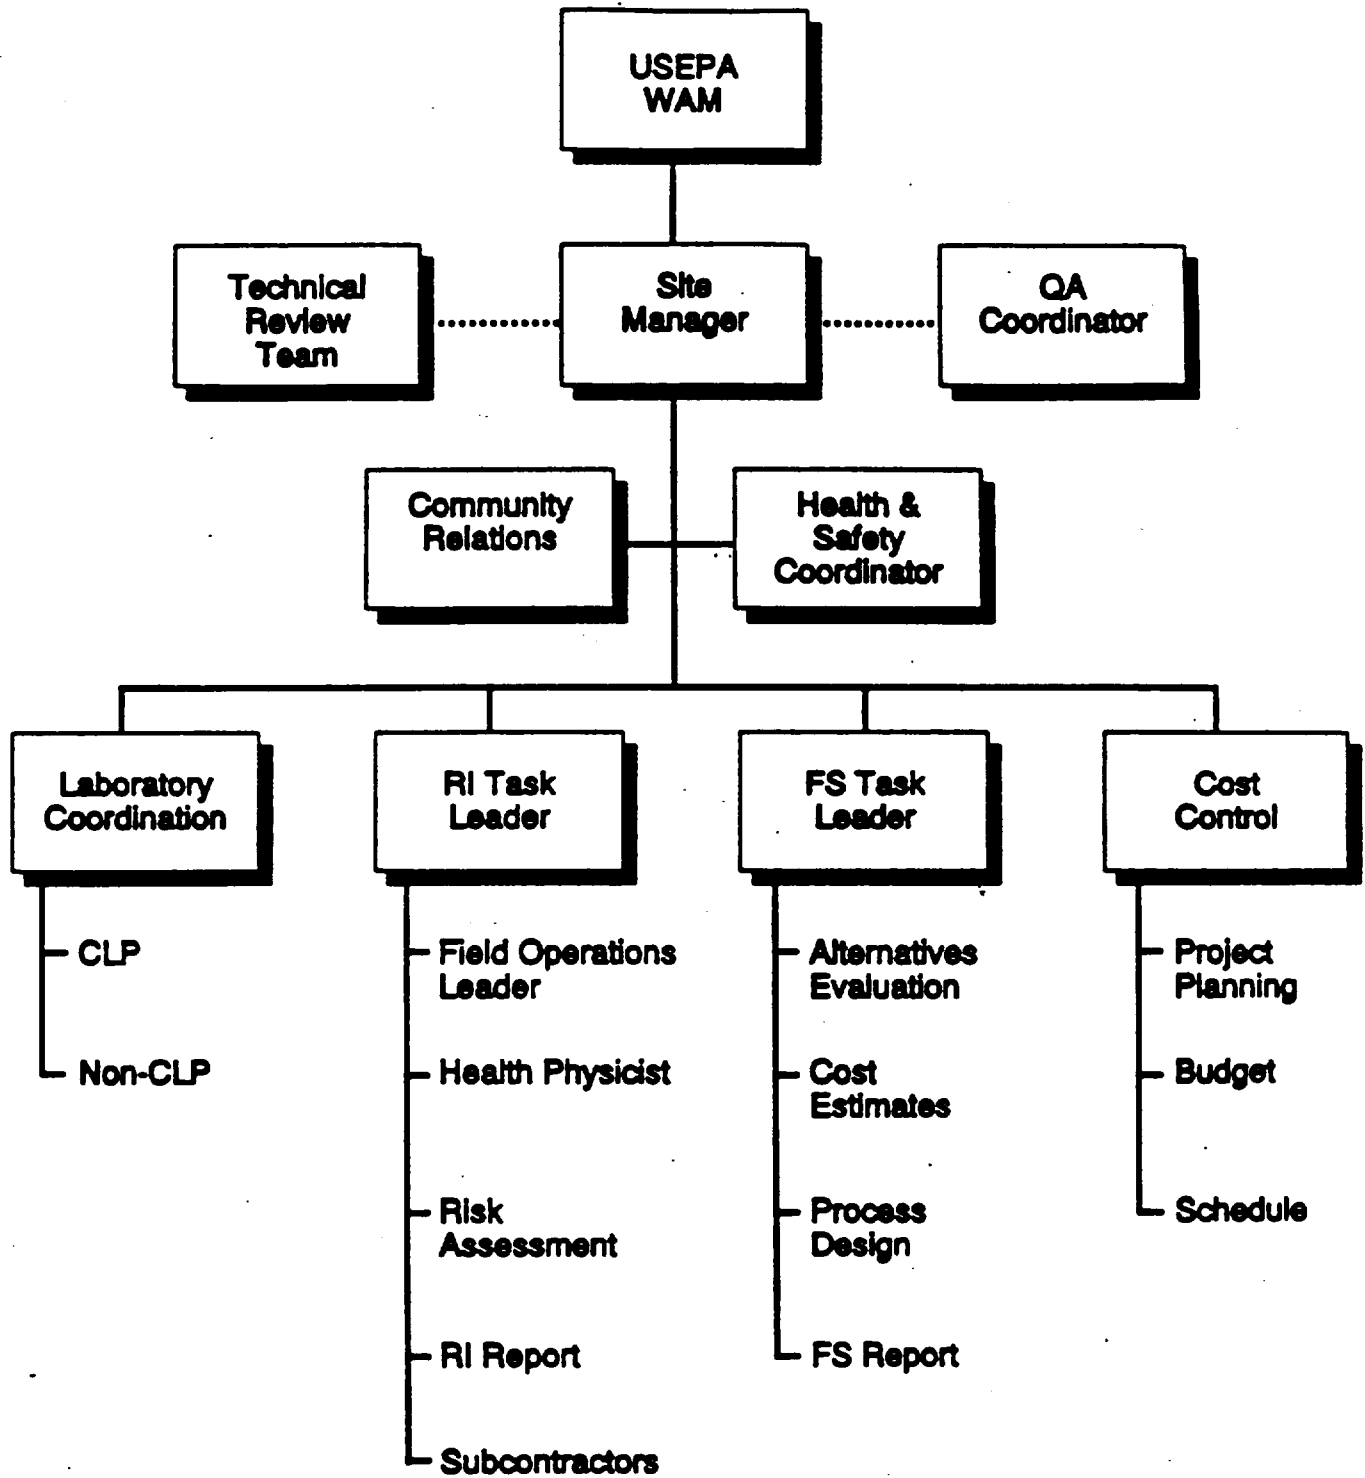 USEPA
WAM
Technical
Review
Team
Site
Manager
QA
Coordinator
Community
Relations
Health &
Safety
Coordinator
Laboratory
Coordination
RI Task
Leader
FS Task
Leader
Cost
Control
CLP
Non-CLP
Field Operations
Leader
Health Physicist
Risk
Assessment
RI Report
Subcontractors
Alternatives
Evaluation
Cost
Estimates
Process
Design
FS Report
Project
Planning
Budget
Schedule